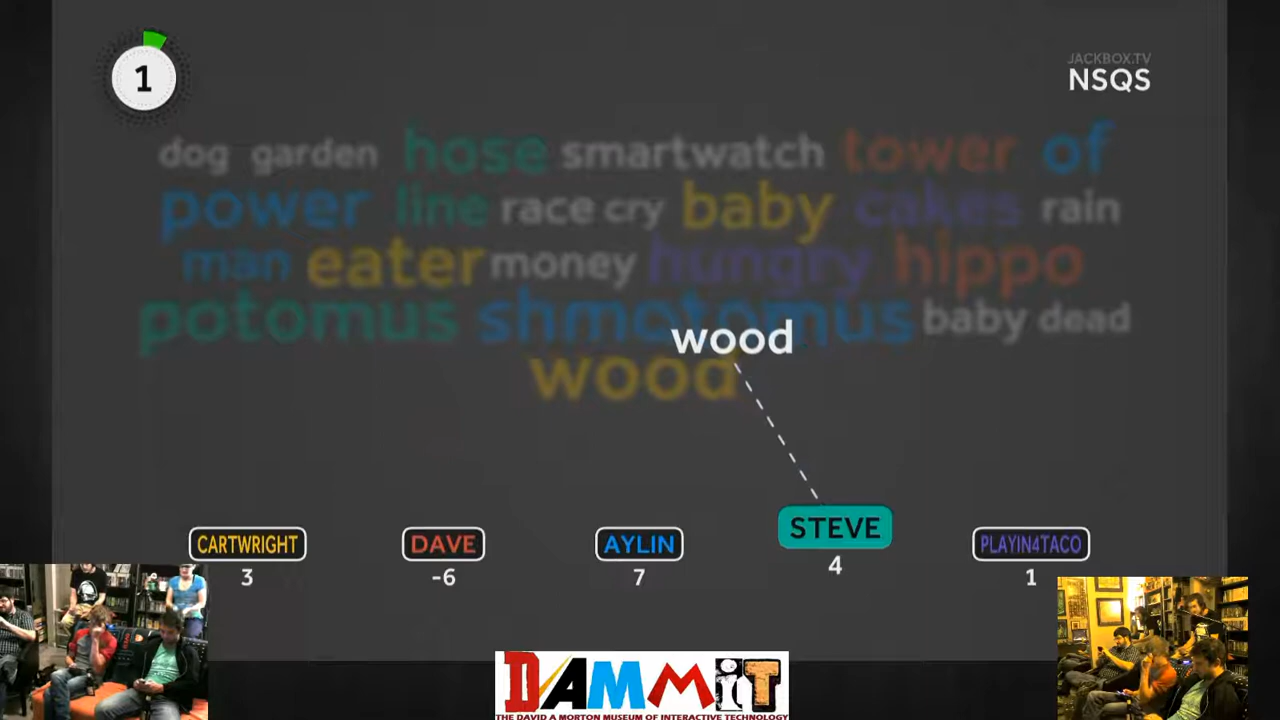 1
JACKBOX.TV
NSQS
dog garden hose smartwatch tower of
power line race cry baby cakes rain
man eater money hungry hippo
potomus shmotomus baby dead
wood
wood
CARTWRIGHT DAVE AYLIN STEVE PLAYIN4TACO
3 -6 7 4 1
DAMMiT
THE DAVID A MORTON MUSEUM OF INTERACTIVE TECHNOLOGY